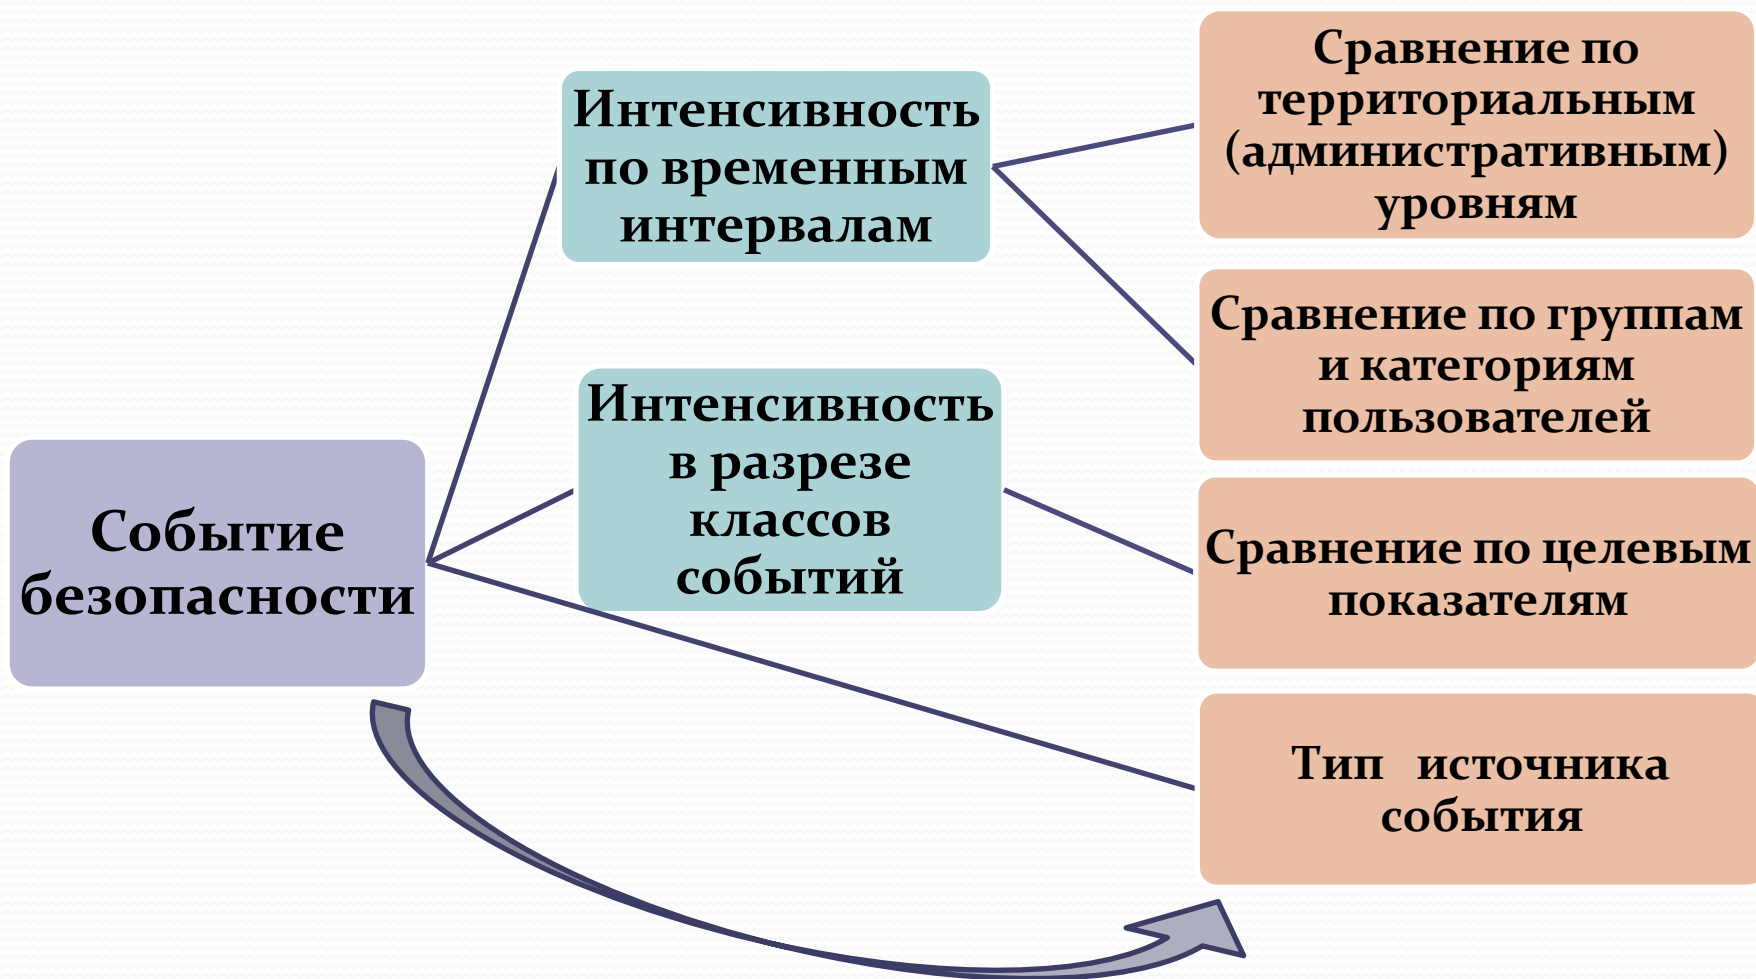 Событие
безопасности
Интенсивность
по временным
интервалам
Интенсивность
в разрезе
классов
событий
Сравнение по
территориальным
(административным)
уровням
Сравнение по группам
и категориям
пользователей
Сравнение по целевым
показателям
Тип источника
события